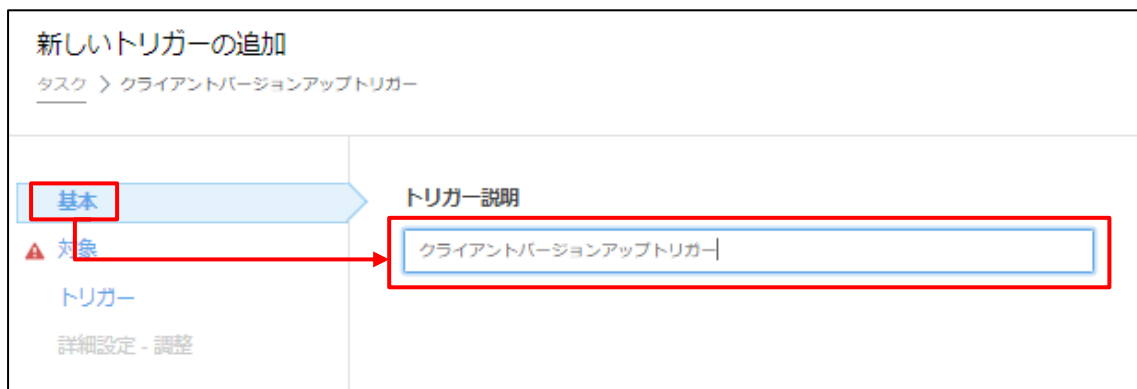 新しいトリガーの追加
タスク > クライアントバージョンアップトリガー
基本
トリガー説明
クライアントバージョンアップトリガー
対象
トリガー
詳細設定 - 調整